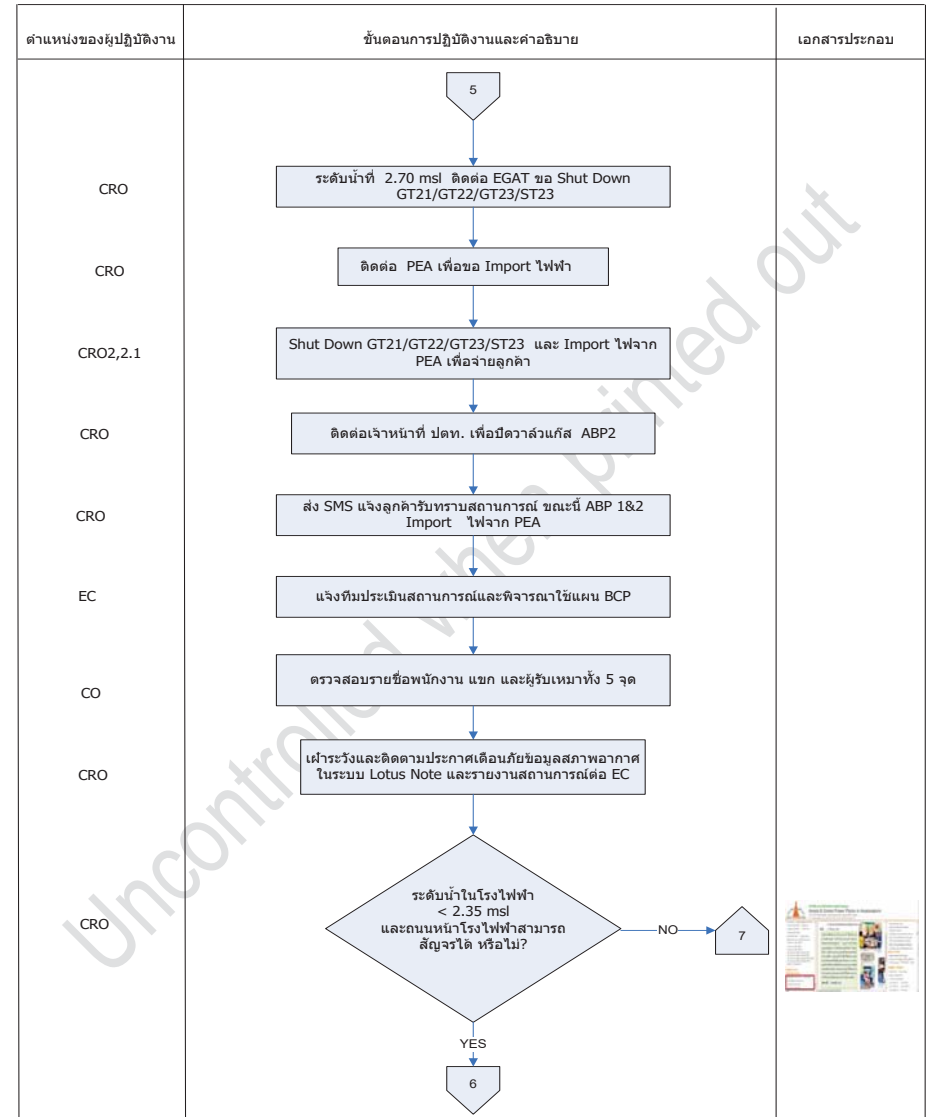 ตำแหน่งของผู้ปฏิบัติงาน
ขั้นตอนการปฏิบัติงานและคำอธิบาย
เอกสารประกอบ
5
CRO
ระดับน้ำที่ 2.70 msl ติดต่อ EGAT ขอ Shut Down
GT21/GT22/GT23/ST23
CRO
ติดต่อ PEA เพื่อขอ Import ไฟฟ้า
CRO2,2.1
Shut Down GT21/GT22/GT23/ST23 และ Import ไฟจาก
PEA เพื่อจ่ายลูกค้า
CRO
ติดต่อเจ้าหน้าที่ ปตท. เพื่อปิดวาล์วแก๊ส ABP2
CRO
ส่ง SMS แจ้งลูกค้ารับทราบสถานการณ์ ขณะนี้ ABP 1&2
Import ไฟจาก PEA
EC
แจ้งทีมประเมินสถานการณ์และพิจารณาใช้แผน BCP
CO
ตรวจสอบรายชื่อพนักงาน แขก และผู้รับเหมาทั้ง 5 จุด
CRO
เฝ้าระวังและติดตามประกาศเตือนภัยข้อมูลสภาพอากาศ
ในระบบ Lotus Note และรายงานสถานการณ์ต่อ EC
CRO
ระดับน้ำในโรงไฟฟ้า
< 2.35 msl
และถนนหน้าโรงไฟฟ้าสามารถ
สัญจรได้ หรือไม่?
NO
7
YES
6
Uncontrolled when printed out